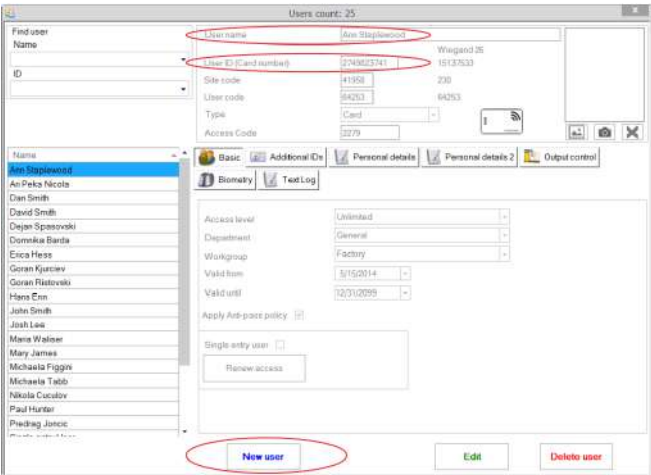 Users count: 25
Find user
Name
ID
User name Ann Staplewood
Wiegand 26
User ID (Card number) 2749823741 15137533
Site code 41958 230
User code 64253 64253
Type Card
Access Code 2279
Name
Ann Staplewood
Ari Peka Nicola
Dan Smith
David Smith
Dejan Spasovski
Domnika Barda
Erica Hess
Goran Kjurciev
Goran Ristovski
Hans Enn
John Smith
Josh Lee
Maria Waliser
Mary James
Michaela Figgini
Michaela Tabb
Nikola Cuculov
Paul Hunter
Predrag Joncic
Basic Additional IDs Personal details Personal details 2 Output control
Biometry Text Log
Access level Unlimited
Department General
Workgroup Factory
Valid from 5/15/2014
Valid until 12/31/2099
Apply Anti-pass policy
Single entry user
Renew access
New user Edit Delete user